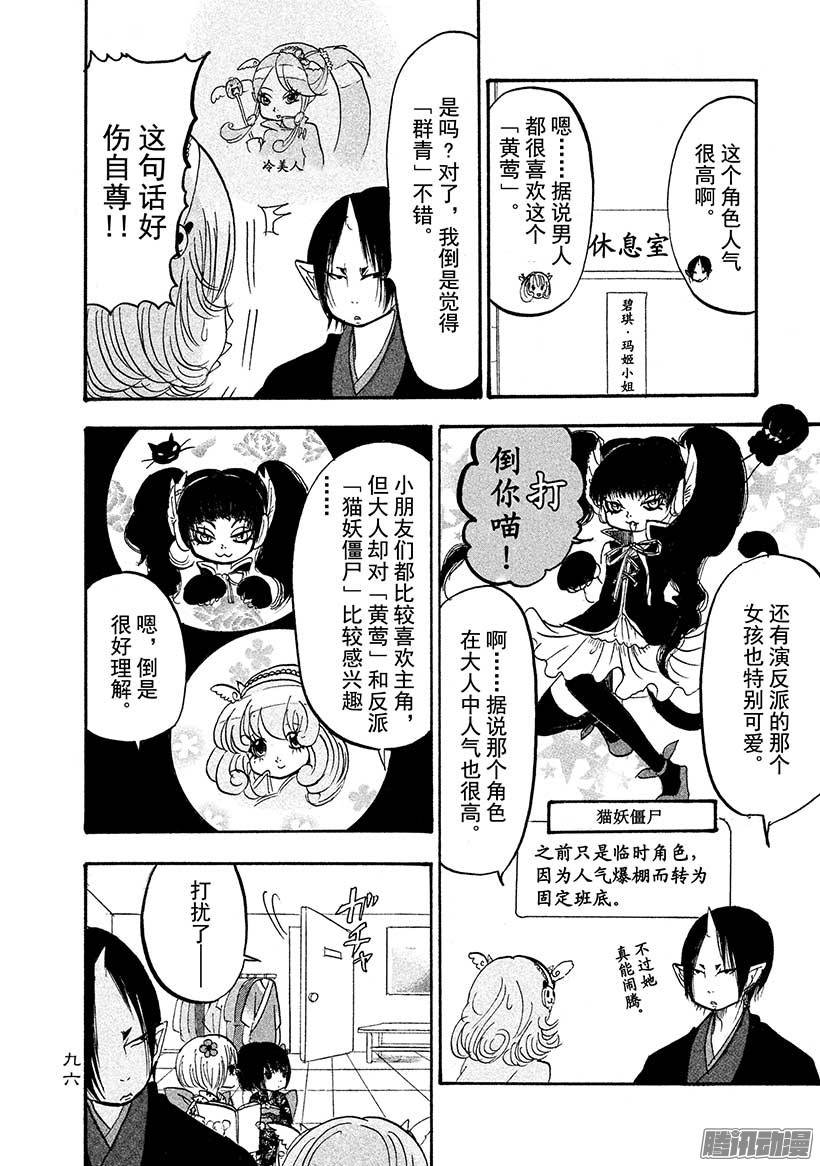 这个角色人气
很高啊。
嗯……据说男人
都很喜欢这个
「黄莺」。
休息室
碧琪·玛姬小姐
是吗？对了，我倒是觉得
「群青」不错。
冷美人
这句话好
伤自尊!!
打
倒你喵！
还有演反派的那个
女孩也特别可爱。
啊……据说那个角色
在大人中人气也很高。
猫妖僵尸
之前只是临时角色，
因为人气爆棚而转为
固定班底。
不过她
真能闹腾。
小朋友们都比较喜欢主角，
但大人却对「黄莺」和反派
「猫妖僵尸」比较感兴趣
……
嗯，倒是
很好理解。
ガチャ
打扰了—
九六
腾讯动漫